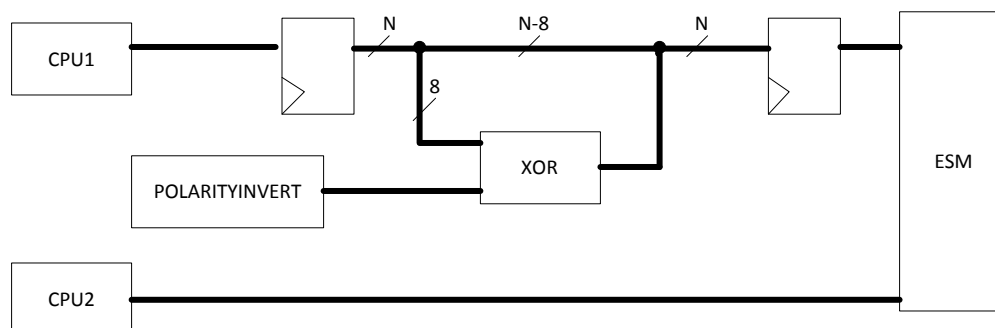 N
N-8
N
CPU1
8
XOR
ESM
POLARITYINVERT
CPU2